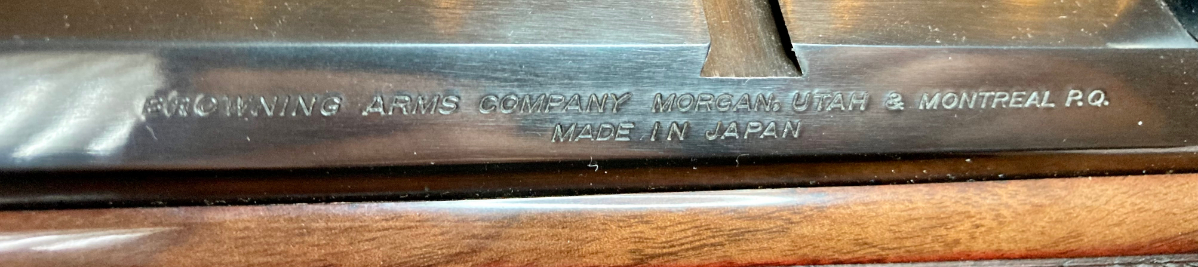 BROWNING ARMS COMPANY MORGAN, UTAH & MONTREAL P.Q.
MADE IN JAPAN